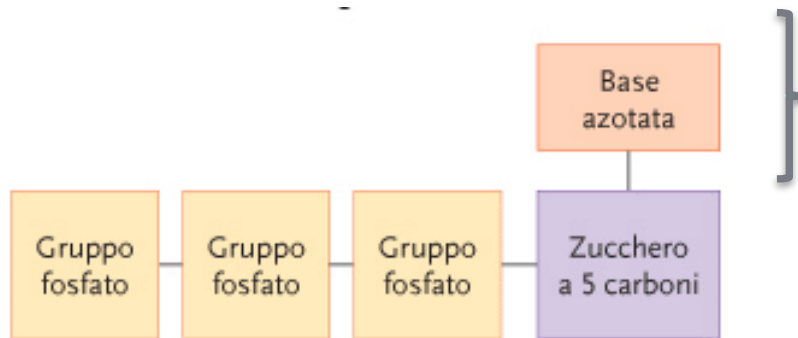 Base
azotata
Gruppo
fosfato
Gruppo
fosfato
Gruppo
fosfato
Zucchero
a 5 carboni